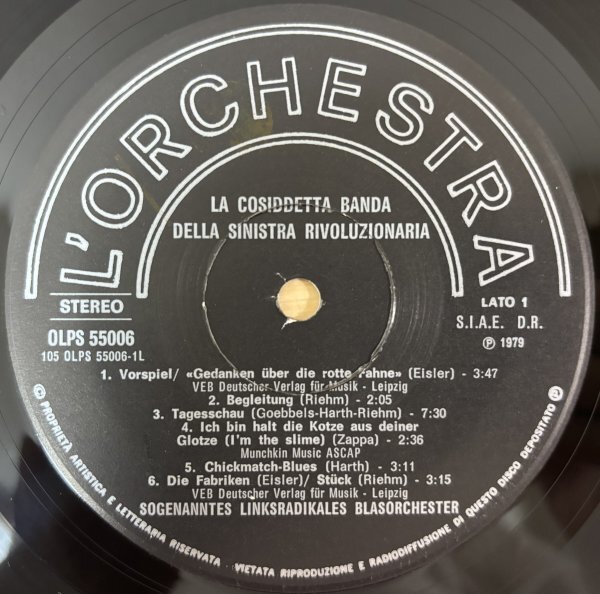 L'ORCHESTRA
LA COSIDDETTA BANDA
DELLA SINISTRA RIVOLUZIONARIA
STEREO
OLPS 55006
105 OLPS 55006-1L
LATO 1
S.I.A.E. D.R.
Ⓟ 1979
1. Vorspiel/ «Gedanken über die rotte Fahne» (Eisler) - 3:47
VEB Deutscher Verlag für Musik - Leipzig
2. Begleitung (Riehm) - 2:05
3. Tagesschau (Goebbels-Harth-Riehm) - 7:30
4. Ich bin halt die Kotze aus deiner
Glotze (I'm the slime) (Zappa) - 2:36
Munchkin Music ASCAP
5. Chickmatch-Blues (Harth) - 3:11
6. Die Fabriken (Eisler)/ Stück (Riehm) - 3:15
VEB Deutscher Verlag für Musik - Leipzig
SOGENANNTES LINKSRADIKALES BLASORCHESTER
© PROPRIETA ARTISTICA E LETTERARIA RISERVATA - VIETATA RIPRODUZIONE E RADIODIFFUSIONE DI QUESTO DISCO DEPOSITATO Ⓟ